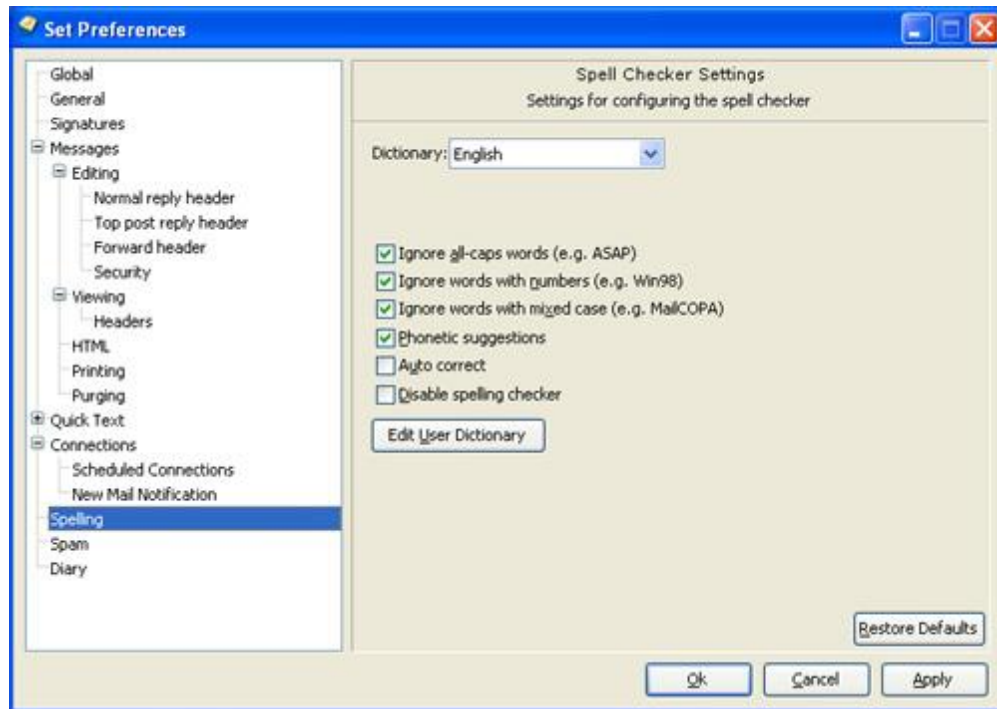 Set Preferences
Global
General
Signatures
Messages
Editing
Normal reply header
Top post reply header
Forward header
Security
Viewing
Headers
HTML
Printing
Purging
Quick Text
Connections
Scheduled Connections
New Mail Notification
Spelling
Spam
Diary
Spell Checker Settings
Settings for configuring the spell checker
Dictionary: English
Ignore all-caps words (e.g. ASAP)
Ignore words with numbers (e.g. Win98)
Ignore words with mixed case (e.g. MailCOPA)
Phonetic suggestions
Auto correct
Disable spelling checker
Edit User Dictionary
Restore Defaults
Ok Cancel Apply